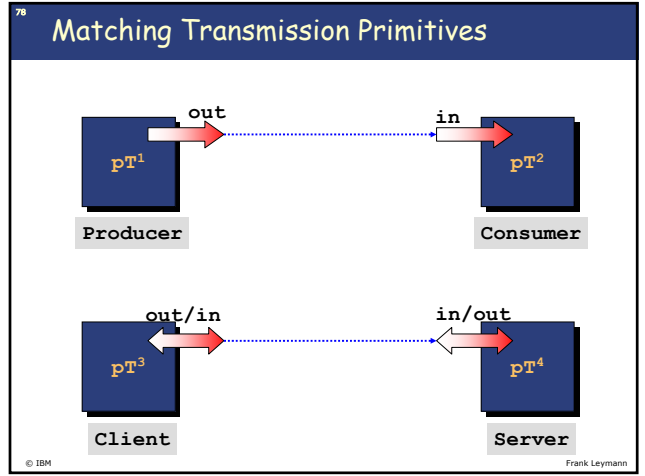 78
Matching Transmission Primitives
out
in
pT¹
pT²
Producer
Consumer
out/in
in/out
pT³
pT⁴
Client
Server
© IBM
Frank Leymann